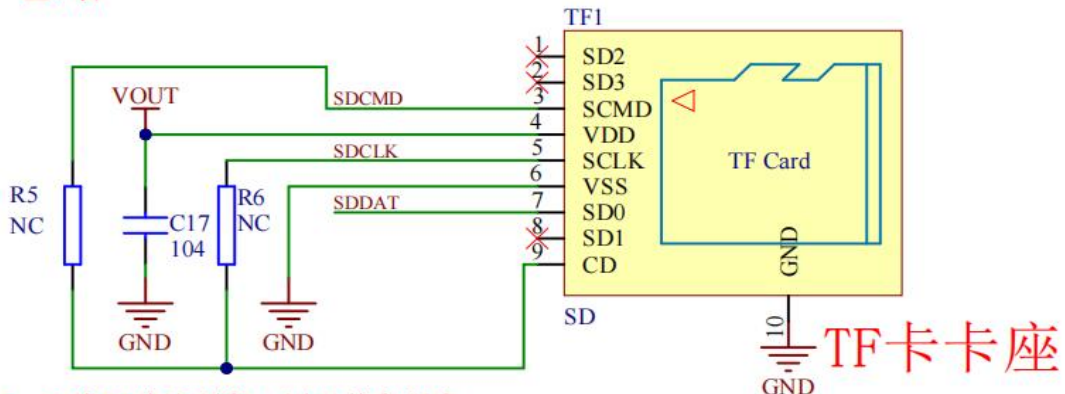 TF1
1
SD2
2
SD3
VOUT
SDCMD
3
SCMD
4
VDD
SDCLK
5
SCLK
TF Card
6
VSS
R5
NC
R6
NC
SDDAT
7
SD0
C17
104
8
SD1
9
CD
GND
GND
GND
SD
10
TF卡卡座
GND